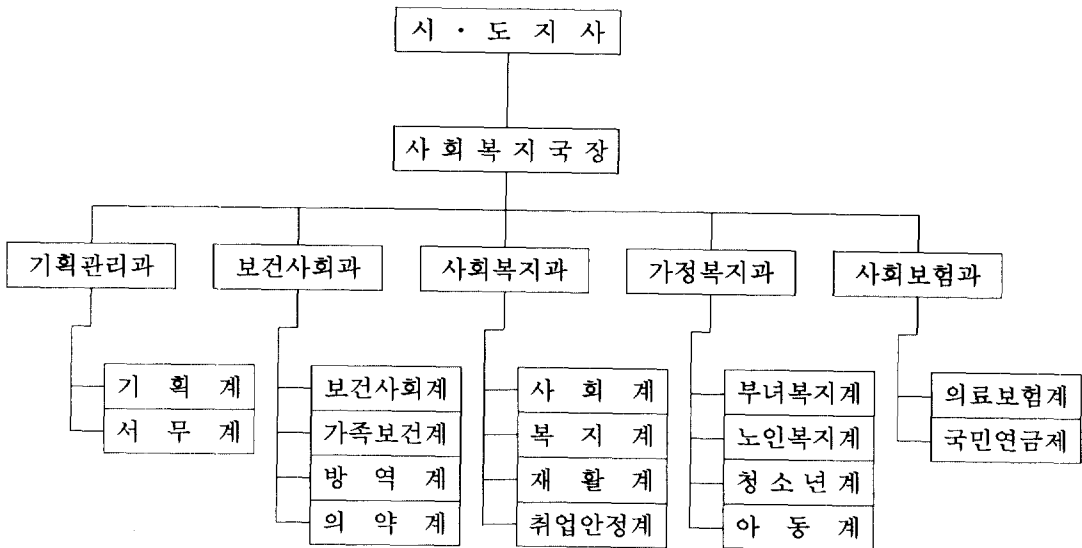 시 · 도 지 사
사 회 복 지 국 장
기획관리과
보건사회과
사회복지과
가정복지과
사회보험과
기 획 계
서 무 계
보건사회계
가족보건계
방 역 계
의 약 계
사 회 계
복 지 계
재 활 계
취업안정계
부녀복지계
노인복지계
청 소 년 계
아 동 계
의료보험계
국민연금제